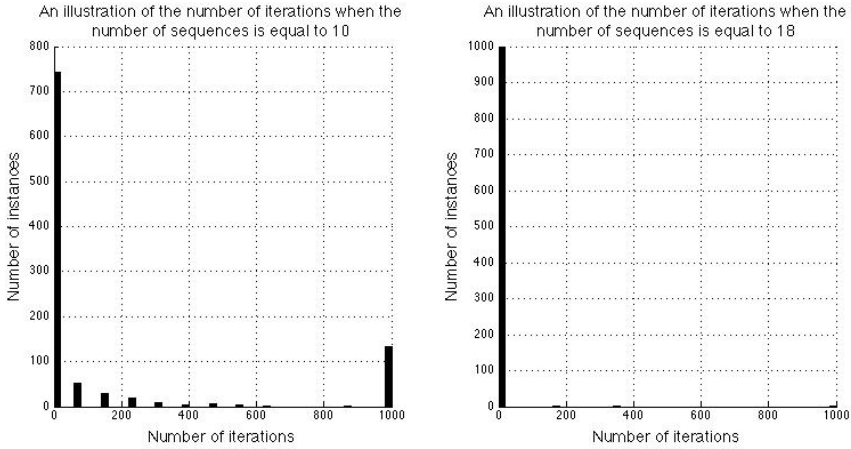 An illustration of the number of iterations when the
number of sequences is equal to 10
800
700
600
500
400
300
200
100
0
Number of instances
0 200 400 600 800 1000
Number of iterations
An illustration of the number of iterations when the
number of sequences is equal to 18
1000
900
800
700
600
500
400
300
200
100
0
Number of instances
0 200 400 600 800 1000
Number of iterations